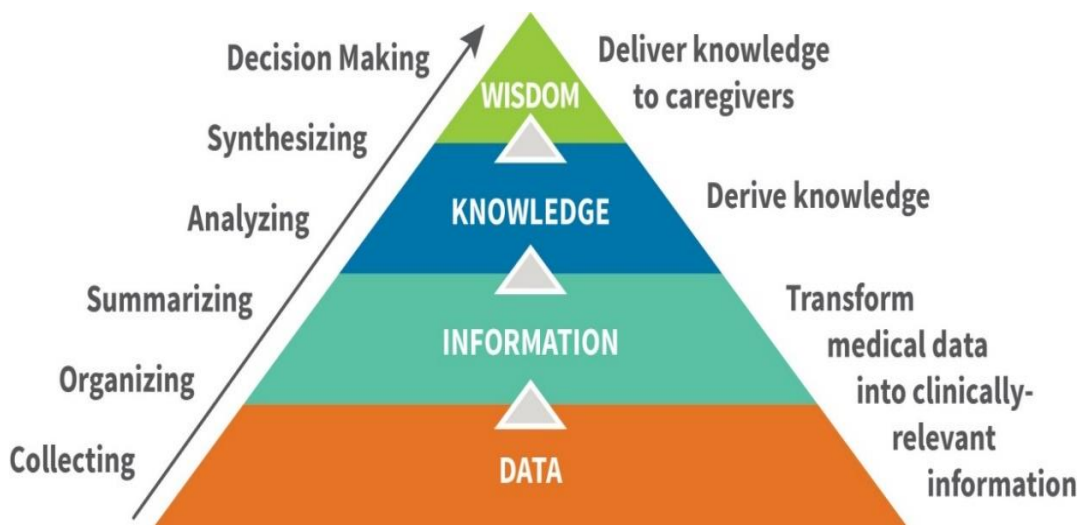 Decision Making
Synthesizing
Analyzing
Summarizing
Organizing
Collecting
WISDOM
KNOWLEDGE
INFORMATION
DATA
Deliver knowledge
to caregivers
Derive knowledge
Transform
medical data
into clinically-
relevant
information